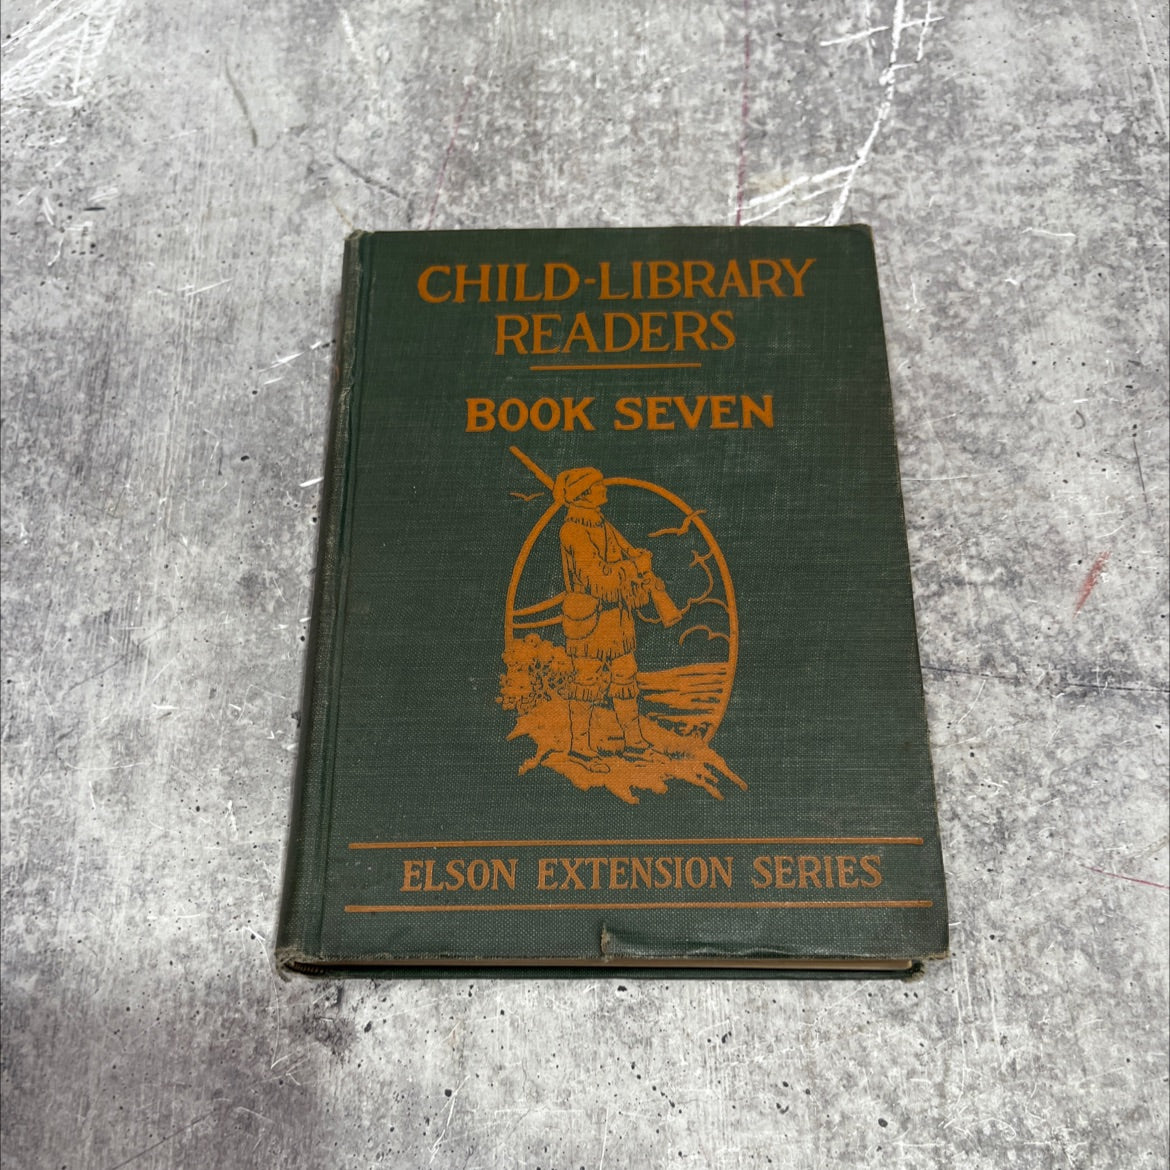 CHILD-LIBRARY
READERS
BOOK SEVEN
ELSON EXTENSION SERIES